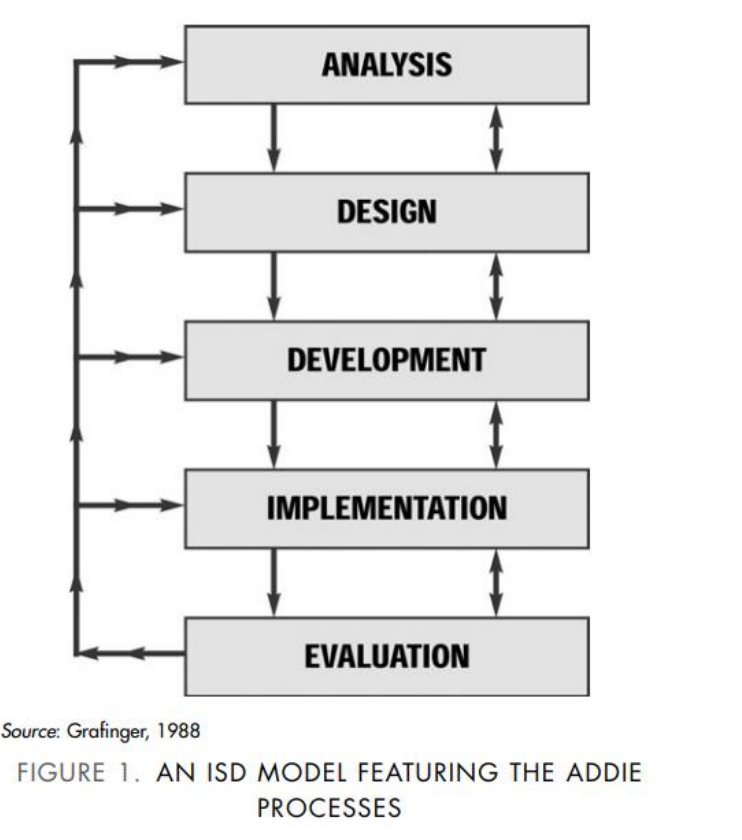 ANALYSIS
DESIGN
DEVELOPMENT
IMPLEMENTATION
EVALUATION
Source: Grafinger, 1988
FIGURE 1. AN ISD MODEL FEATURING THE ADDIE
PROCESSES